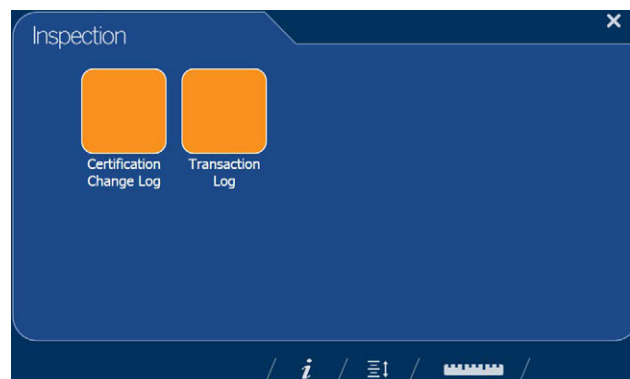 Inspection
Certification
Change Log
Transaction
Log
i